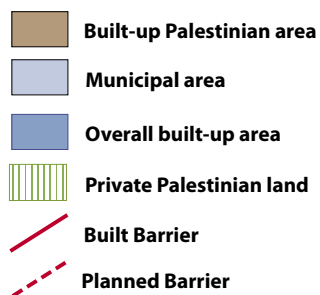 Built-up Palestinian area
Municipal area
Overall built-up area
Private Palestinian land
Built Barrier
Planned Barrier